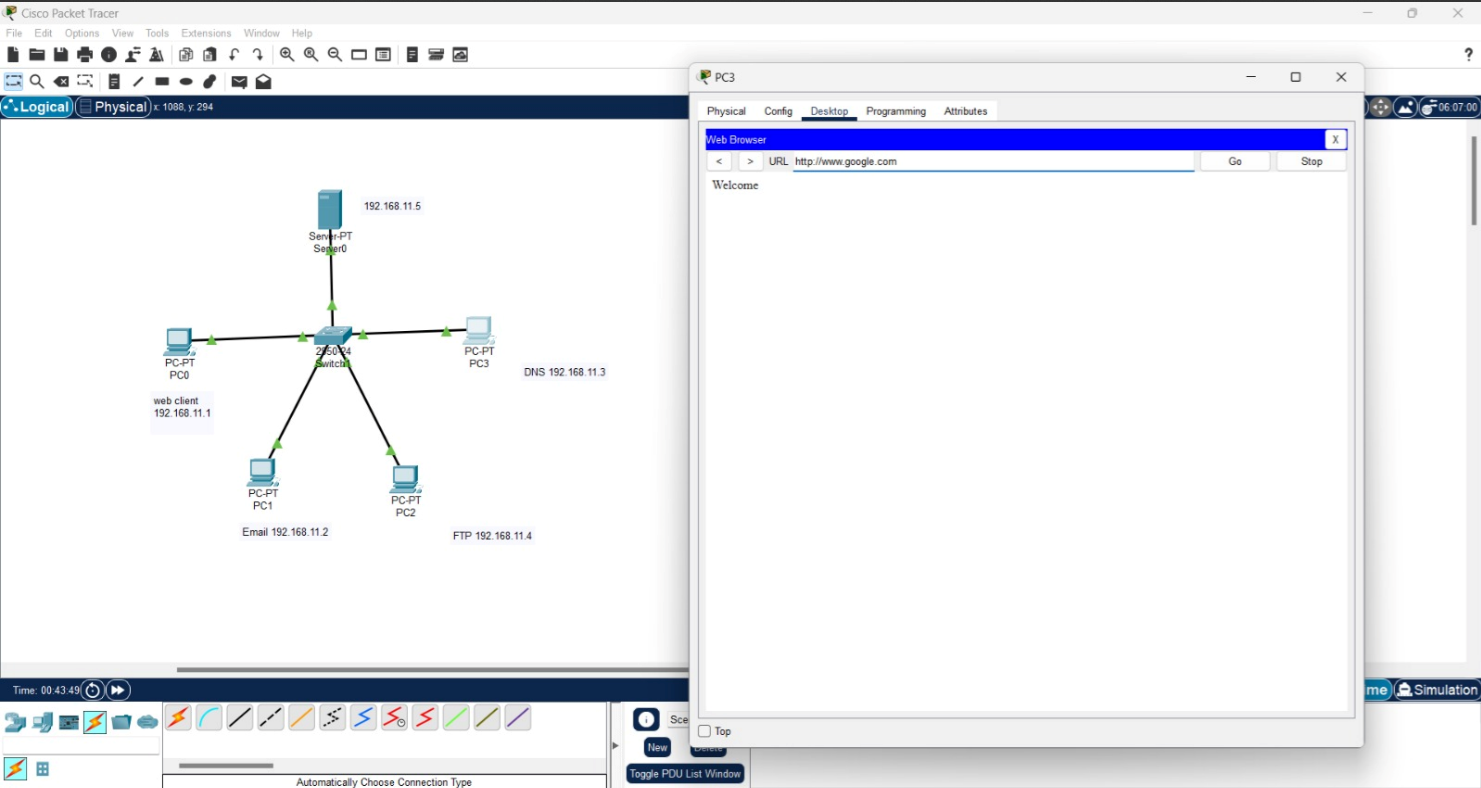 Cisco Packet Tracer
File Edit Options View Tools Extensions Window Help
?
Logical Physical x: 1088, y: 294
06:07:00
192.168.11.5
Server-PT
Server0
2950-24
Switch1
PC-PT
PC0
web client
192.168.11.1
PC-PT
PC3
DNS 192.168.11.3
PC-PT
PC1
Email 192.168.11.2
PC-PT
PC2
FTP 192.168.11.4
PC3
Physical Config Desktop Programming Attributes
Web Browser X
< > URL http://www.google.com Go Stop
Welcome
Top
Time: 00:43:49
me Simulation
Sce
New Delete
Toggle PDU List Window
Automatically Choose Connection Type